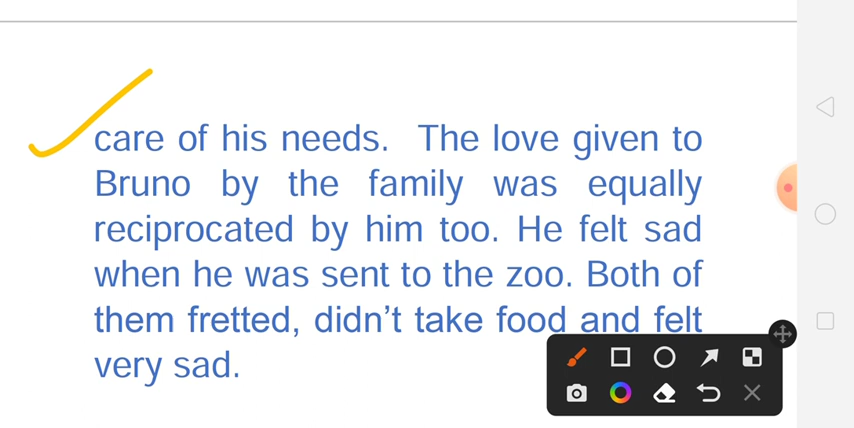 care of his needs. The love given to
Bruno by the family was equally
reciprocated by him too. He felt sad
when he was sent to the zoo. Both of
them fretted, didn’t take food and felt
very sad.